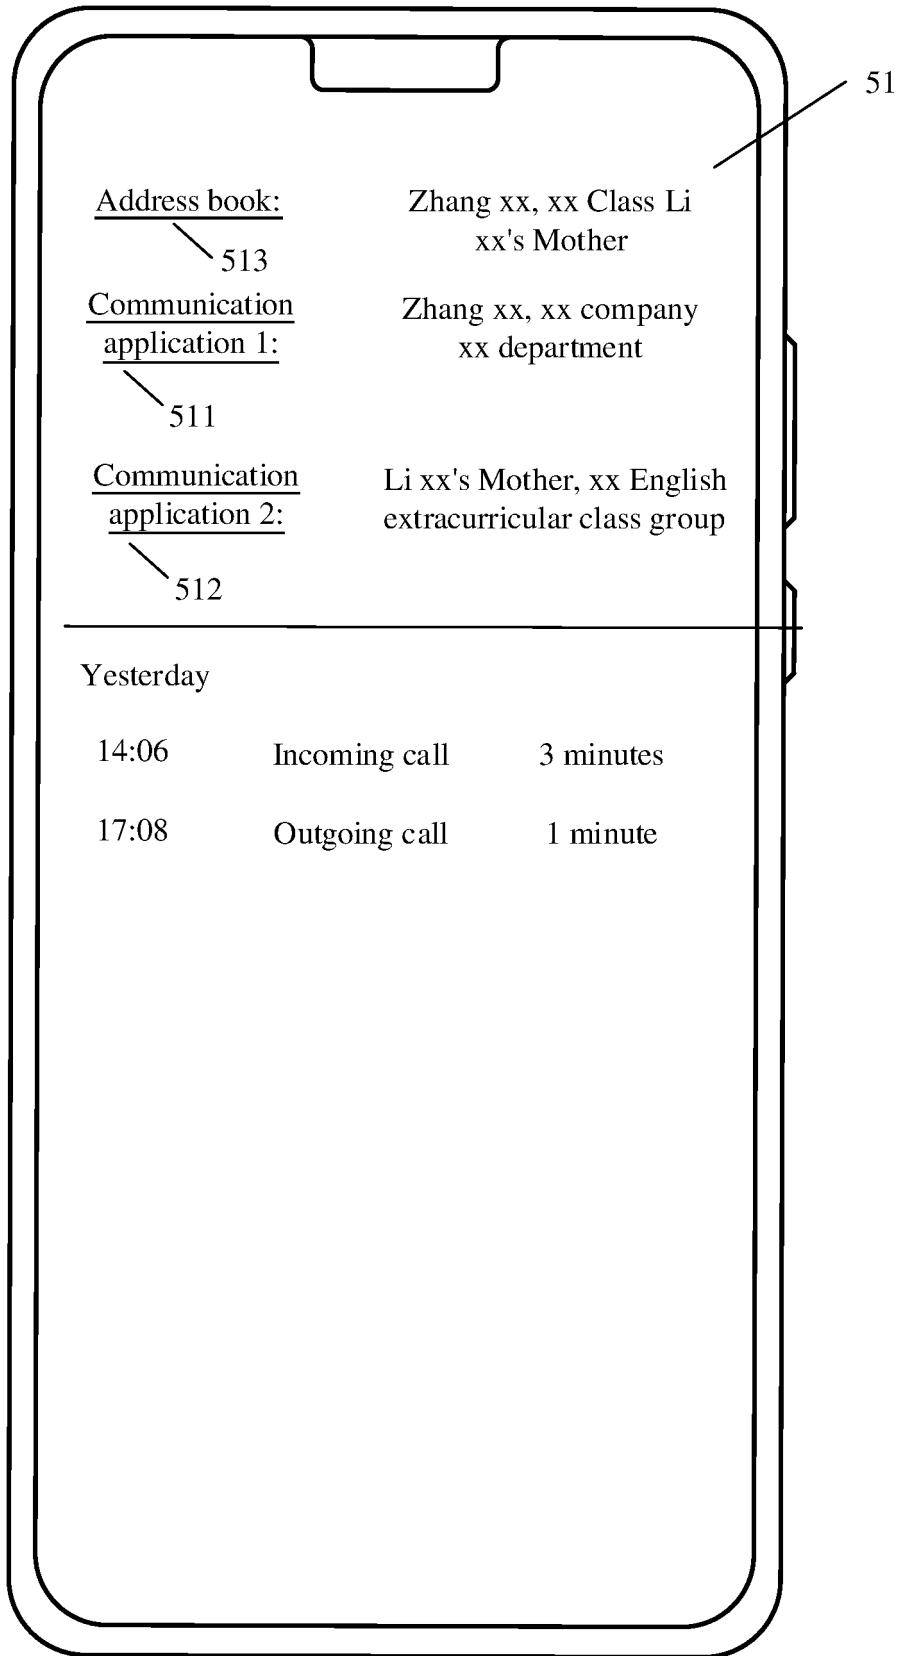 51
Address book:
Zhang xx, xx Class Li
xx's Mother
513
Communication
application 1:
Zhang xx, xx company
xx department
511
Communication
application 2:
Li xx's Mother, xx English
extracurricular class group
512
Yesterday
14:06 Incoming call 3 minutes
17:08 Outgoing call 1 minute